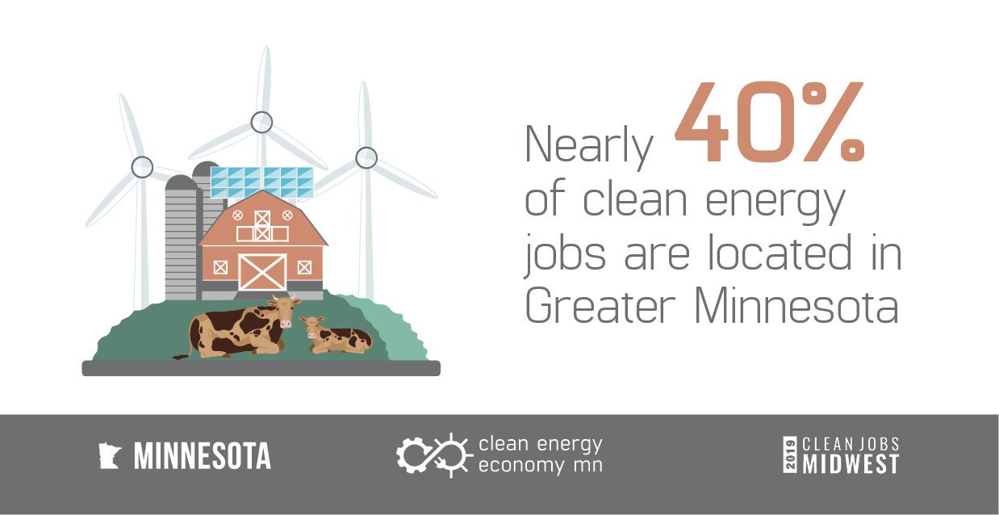 Nearly 40%
of clean energy
jobs are located in
Greater Minnesota
MINNESOTA
clean energy
economy mn
2019
CLEAN JOBS
MIDWEST